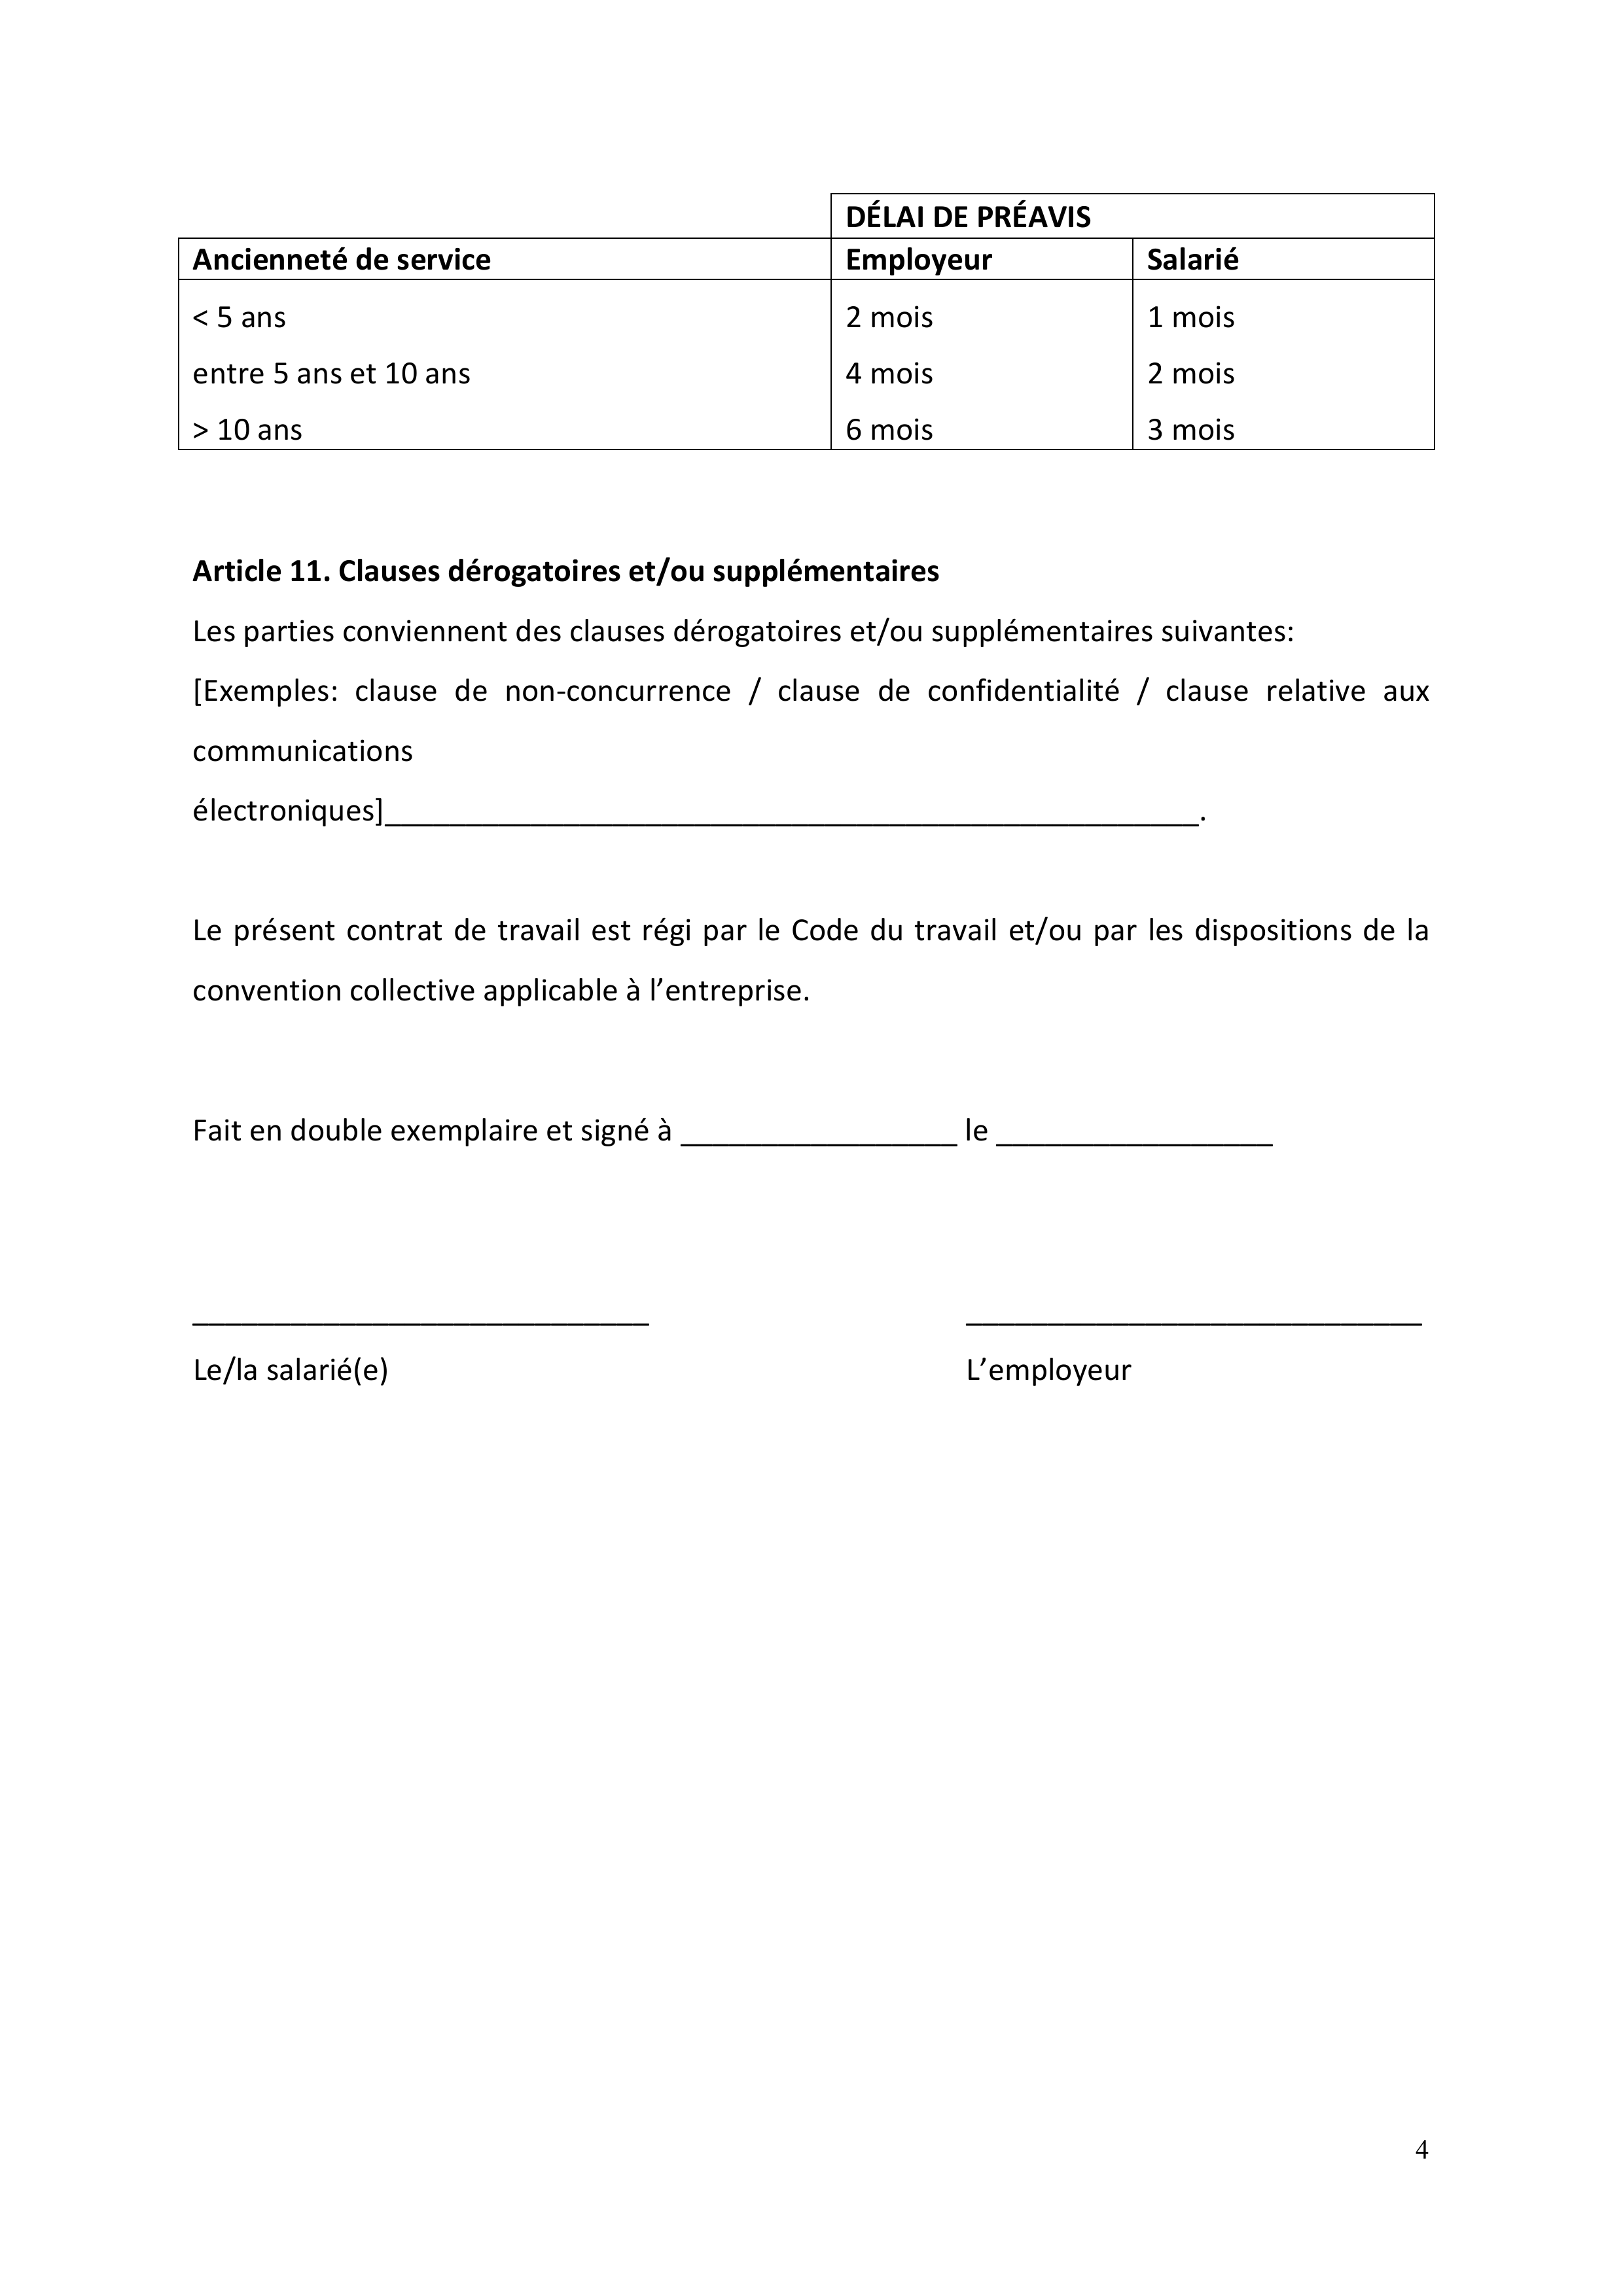 DÉLAI DE PRÉAVIS
Ancienneté de service Employeur Salarié
< 5 ans 2 mois 1 mois
entre 5 ans et 10 ans 4 mois 2 mois
> 10 ans 6 mois 3 mois
Article 11. Clauses dérogatoires et/ou supplémentaires
Les parties conviennent des clauses dérogatoires et/ou supplémentaires suivantes:
[Exemples: clause de non-concurrence / clause de confidentialité / clause relative aux
communications
électroniques]__________________________________________________.
Le présent contrat de travail est régi par le Code du travail et/ou par les dispositions de la
convention collective applicable à l’entreprise.
Fait en double exemplaire et signé à _________________ le _________________
____________________________ ____________________________
Le/la salarié(e) L’employeur
4